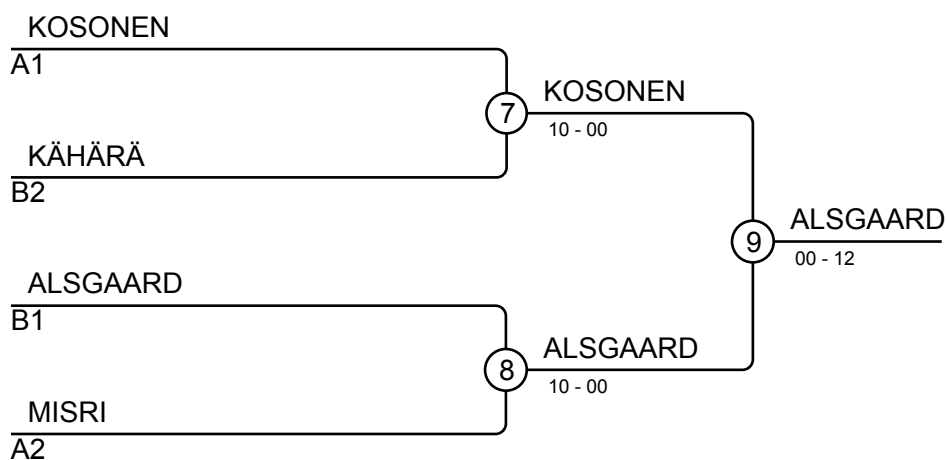 KOSONEN
A1
7
KOSONEN
10 - 00
KÄHÄRÄ
B2
9
ALSGAARD
00 - 12
ALSGAARD
B1
8
ALSGAARD
10 - 00
MISRI
A2